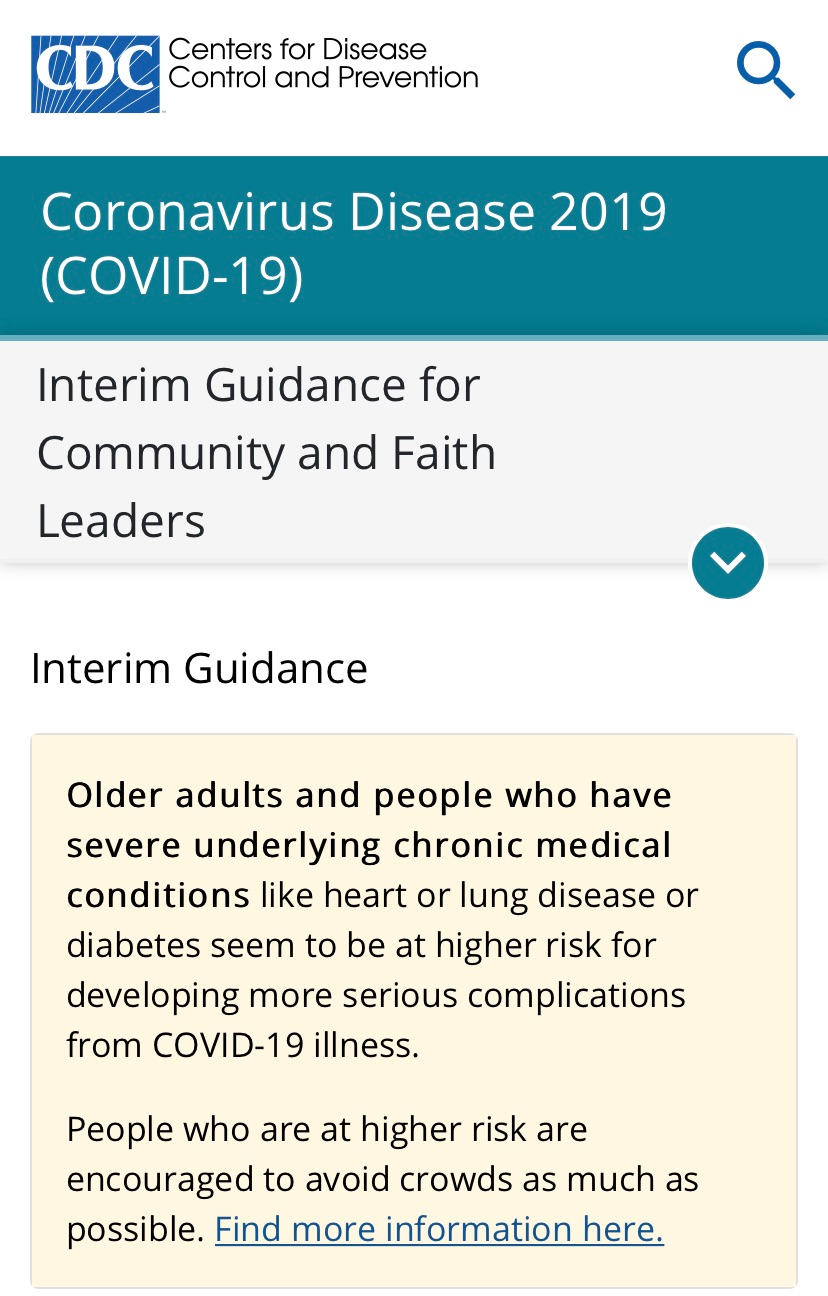 CDC
Centers for Disease
Control and Prevention
Coronavirus Disease 2019
(COVID-19)
Interim Guidance for
Community and Faith
Leaders
Interim Guidance
Older adults and people who have
severe underlying chronic medical
conditions like heart or lung disease or
diabetes seem to be at higher risk for
developing more serious complications
from COVID-19 illness.
People who are at higher risk are
encouraged to avoid crowds as much as
possible. Find more information here.